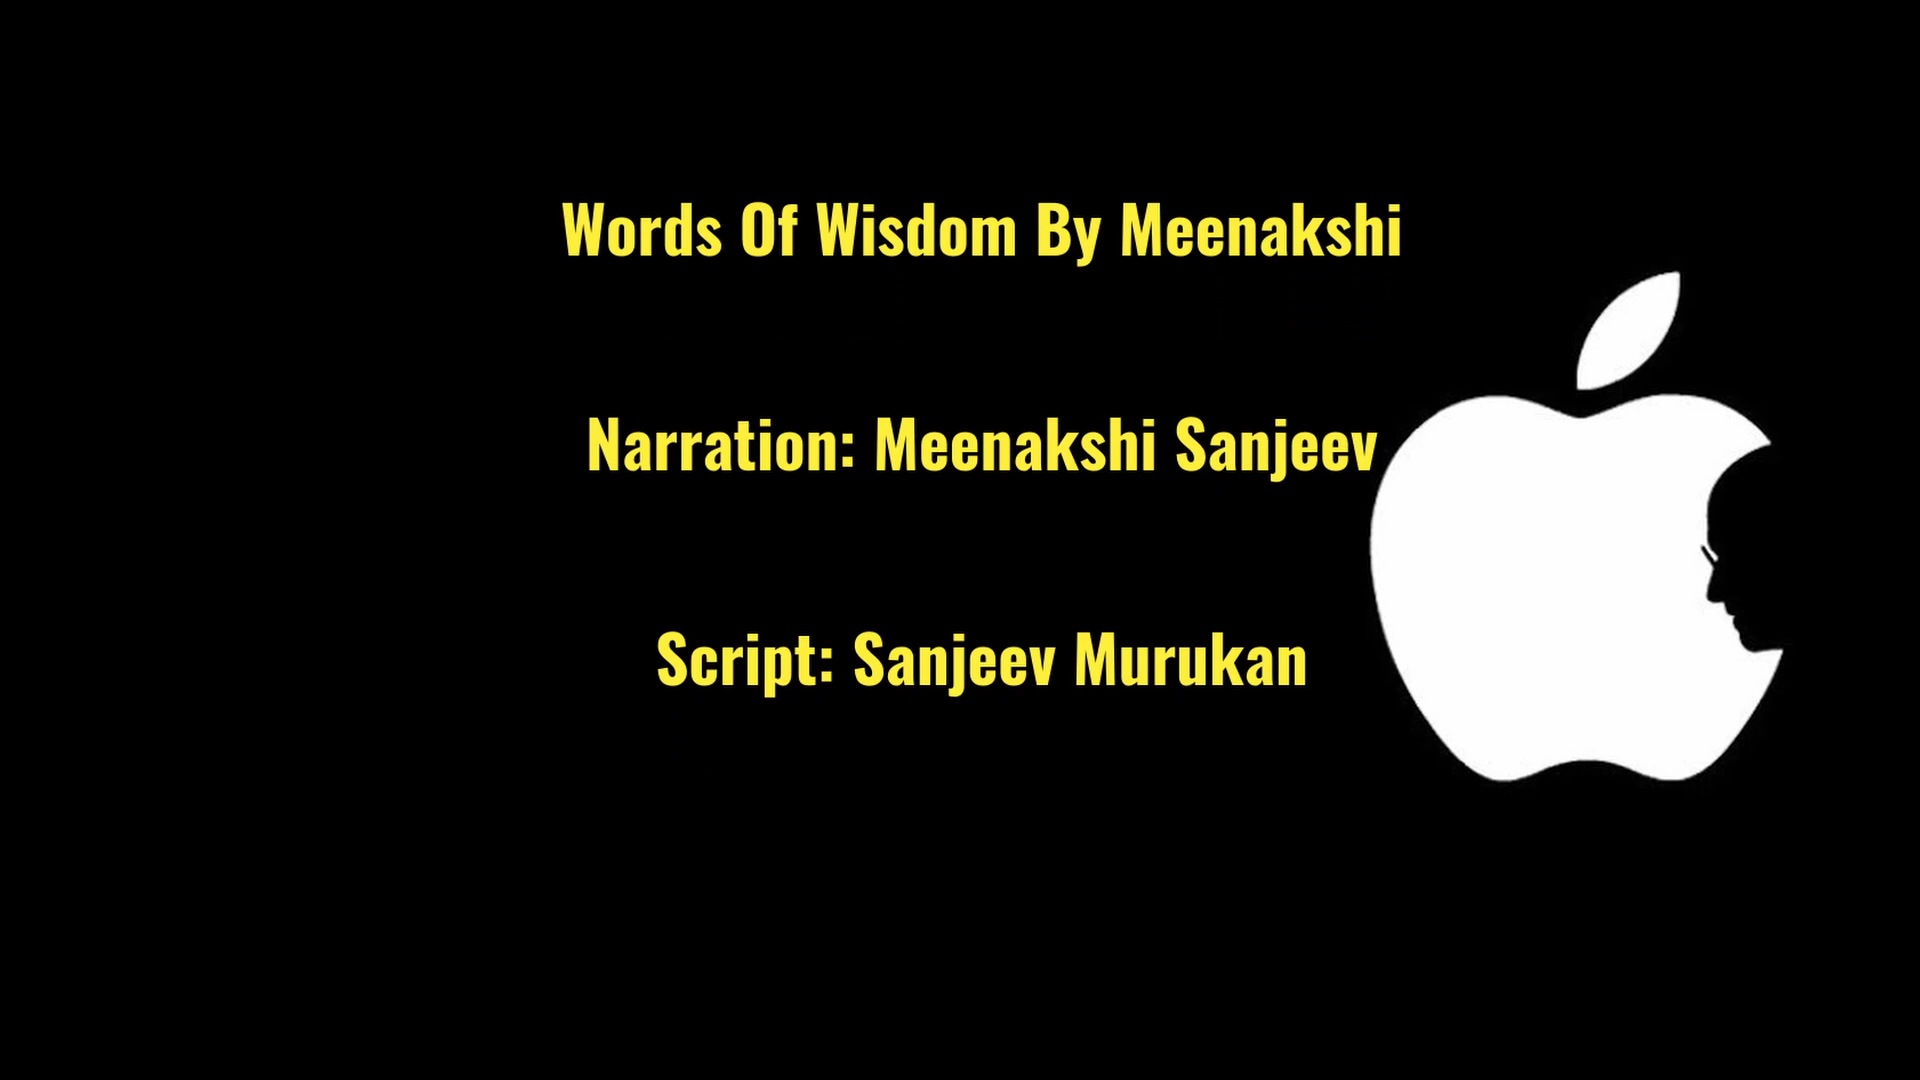 Words Of Wisdom By Meenakshi
Narration: Meenakshi Sanjeev
Script: Sanjeev Murukan